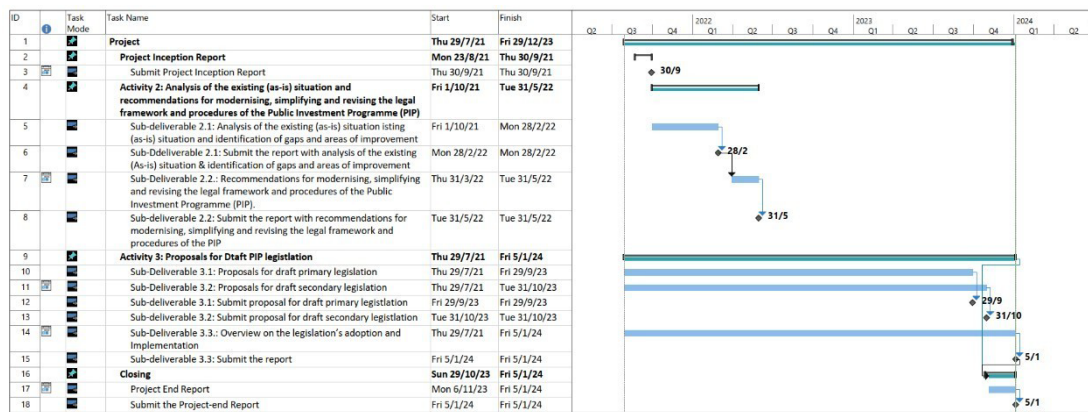 ID Task Mode Task Name Start Finish
2022 2023 2024
Q2 Q3 Q4 Q1 Q2 Q3 Q4 Q1 Q2 Q3 Q4 Q1 Q2
1 Project Thu 29/7/21 Fri 29/12/23
2 Project Inception Report Mon 23/8/21 Thu 30/9/21
3 Submit Project Inception Report Thu 30/9/21 Thu 30/9/21 30/9
4 Activity 2: Analysis of the existing (as-is) situation and Fri 1/10/21 Tue 31/5/22
recommendations for modernising, simplifying and revising the legal
framework and procedures of the Public Investment Programme (PIP)
5 Sub-deliverable 2.1: Analysis of the existing (as-is) situation isting Fri 1/10/21 Mon 28/2/22
(as-is) situation and identification of gaps and areas of improvement
6 Sub-Ddeliverable 2.1: Submit the report with analysis of the existing Mon 28/2/22 Mon 28/2/22 28/2
(As-is) situation & identification of gaps and areas of improvement
7 Sub-Deliverable 2.2.: Recommendations for modernising, simplifying Thu 31/3/22 Tue 31/5/22
and revising the legal framework and procedures of the Public
Investment Programme (PIP).
8 Sub-deliverable 2.2: Submit the report with recommendations for Tue 31/5/22 Tue 31/5/22 31/5
modernising, simplifying and revising the legal framework and
procedures of the PIP
9 Activity 3: Proposals for Dtaft PIP legistlation Thu 29/7/21 Fri 5/1/24
10 Sub-Deliverable 3.1: Proposals for draft primary legislation Thu 29/7/21 Fri 29/9/23
11 Sub-Deliverable 3.2: Proposals for draft secondary legislation Thu 29/7/21 Tue 31/10/23
12 Sub-deliverable 3.1: Submit proposal for draft primary legislation Fri 29/9/23 Fri 29/9/23 29/9
13 Sub-deliverable 3.2: Submit proposal for draft secondary legislation Tue 31/10/23 Tue 31/10/23 31/10
14 Sub-Deliverable 3.3.: Overview on the legislation's adoption and Thu 29/7/21 Fri 5/1/24
Implementation
15 Sub-deliverable 3.3: Submit the report Fri 5/1/24 Fri 5/1/24 5/1
16 Closing Sun 29/10/23 Fri 5/1/24
17 Project End Report Mon 6/11/23 Fri 5/1/24
18 Submit the Project-end Report Fri 5/1/24 Fri 5/1/24 5/1